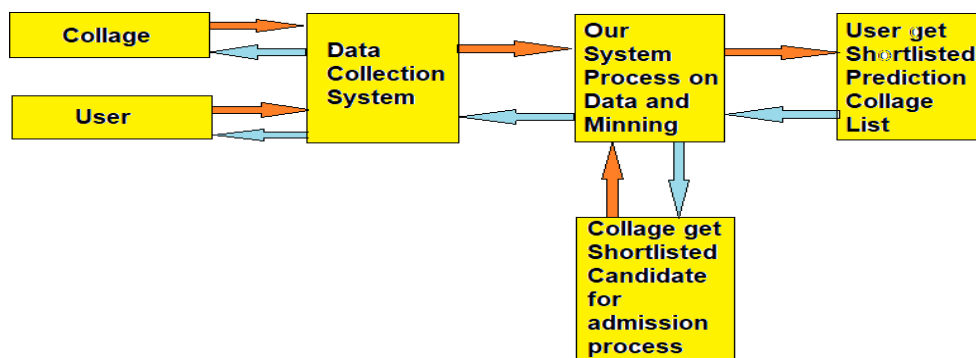 Collage
User
Data
Collection
System
Our
System
Process on
Data and
Minning
User get
Shortlisted
Prediction
Collage
List
Collage get
Shortlisted
Candidate
for
admission
process